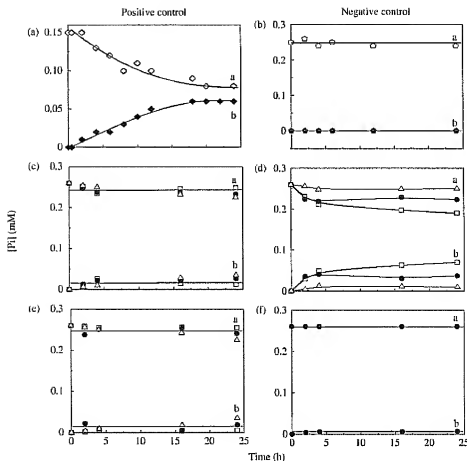 Positive control
Negative control
(a)
0.15
0.10
0.05
0
a
b
(b)
0.3
0.2
0.1
0
a
b
[Pi] (mM)
(c)
0.3
0.2
0.1
0
a
b
(d)
0.3
0.2
0.1
0
a
b
(e)
0.3
0.2
0.1
0
0 5 10 15 20 25
a
b
(f)
0.3
0.2
0.1
0
0 5 10 15 20 25
a
b
Time (h)